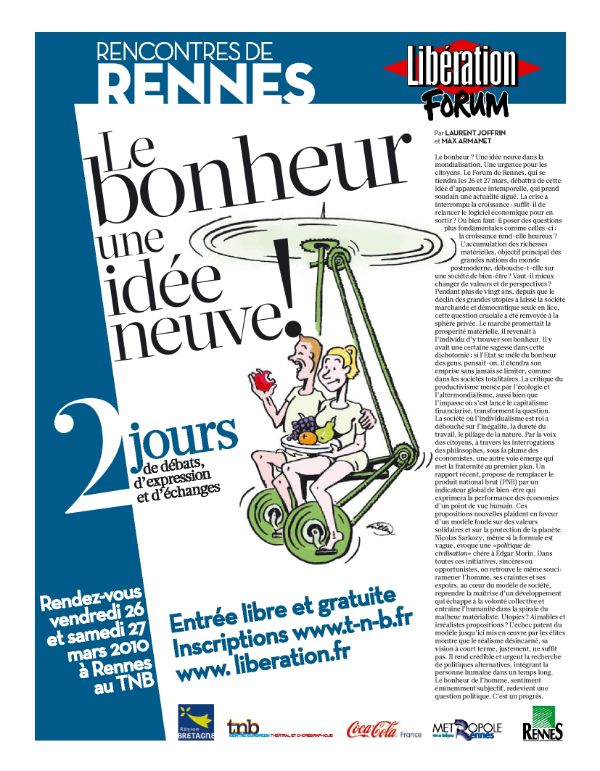 RENCONTRES DE
RENNES
Libération
FORUM
Le
bonheur
une
idée
neuve!
Par LAURENT JOFFRIN
et MAX ARMANET
Le bonheur ? Une idée neuve dans la
mondialisation. Une urgence pour les
citoyens. Le Forum de Rennes, qui se
tiendra les 26 et 27 mars, débattra de cette
idée d'apparence intemporelle, qui prend
soudain une actualité aiguë. La crise a
interrompu la croissance : suffit-il de
relancer le logiciel économique pour en
sortir ? Ou bien faut-il poser des questions
plus fondamentales comme celles-ci :
la croissance rend-elle heureux ?
L'accumulation des richesses
matérielles, objectif principal des
grandes nations du monde
postmoderne, débouche-t-elle sur
une société de bien-être ? Vaut-il mieux
changer de valeurs et de perspectives ?
Pendant plus de vingt ans, depuis que le
déclin des grandes utopies a laissé la société
marchande et démocratique seule en lice,
cette question cruciale a été renvoyée à la
sphère privée. Le marché promettait la
prospérité matérielle, il revenait à
l'individu d'y trouver son bonheur. Il y
avait une certaine sagesse dans cette
dichotomie : si l'Etat se mêle du bonheur
des gens, pensait-on, il étendra son
emprise sans jamais se limiter, comme
dans les sociétés totalitaires. La critique du
productivisme menée par l'écologie et
l'altermondialisme, aussi bien que
l'impasse où s'est lancé le capitalisme
financiarisé, transforment la question.
La société où l'individualisme est roi a
débouché sur l'inégalité, la dureté du
travail, le pillage de la nature. Par la voix
des citoyens, à travers les interrogations
des philosophes, sous la plume des
économistes, une autre voie émerge qui
met la fraternité au premier plan. Un
rapport récent, propose de remplacer le
produit national brut (PNB) par un
indicateur global de bien-être qui
exprimera la performance des économies
d'un point de vue humain. Ces
propositions nouvelles plaident en faveur
d'un modèle fondé sur des valeurs
solidaires et sur la protection de la planète.
Nicolas Sarkozy, même si la formule est
vague, évoque une «politique de
civilisation» chère à Edgar Morin. Dans
toutes ces initiatives, sincères ou
opportunistes, on retrouve le même souci :
ramener l'homme, ses craintes et ses
espoirs, au cœur du modèle de société,
reprendre la maîtrise d'un développement
qui échappe à la volonté collective et
entraîne l'humanité dans la spirale du
malheur matérialiste. Utopies ? Aimables et
irréalistes propositions ? L'échec patent du
modèle jusqu'ici mis en œuvre par les élites
montre que le réalisme désincarné, sa
vision à court terme, justement, ne suffit
pas. Il rend crédible et urgent la recherche
de politiques alternatives, intégrant la
personne humaine dans un temps long.
Le bonheur de l'homme, sentiment
éminemment subjectif, redevient une
question politique. C'est un progrès.
2 jours
de débats,
d'expression
et d'échanges
Rendez-vous
vendredi 26
et samedi 27
mars 2010
à Rennes
au TNB
Entrée libre et gratuite
Inscriptions www.t-n-b.fr
www. liberation.fr
Région
BRETAGNE
tnb
CENTRE EUROPÉEN THÉÂTRAL ET CHORÉGRAPHIQUE
Coca-Cola France
METROPOLE
Rennes
RENNES